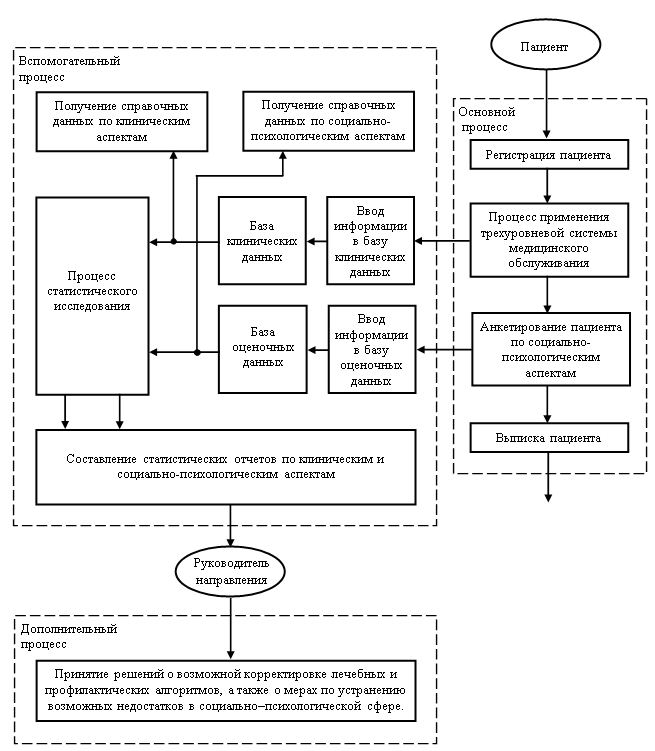 Пациент
Вспомогательный
процесс
Получение справочных
данных по клиническим
аспектам
Получение справочных
данных по социально-
психологическим аспектам
Основной
процесс
Регистрация пациента
Процесс применения
трехуровневой системы
медицинского
обслуживания
Ввод
информации
в базу
клинических
данных
База
клинических
данных
Процесс
статистического
исследования
Анкетирование пациента
по социально-
психологическим
аспектам
Ввод
информации
в базу
оценочных
данных
База
оценочных
данных
Выписка пациента
Составление статистических отчетов по клиническим и
социально-психологическим аспектам
Руководитель
направления
Дополнительный
процесс
Принятие решений о возможной корректировке лечебных и
профилактических алгоритмов, а также о мерах по устранению
возможных недостатков в социально–психологической сфере.